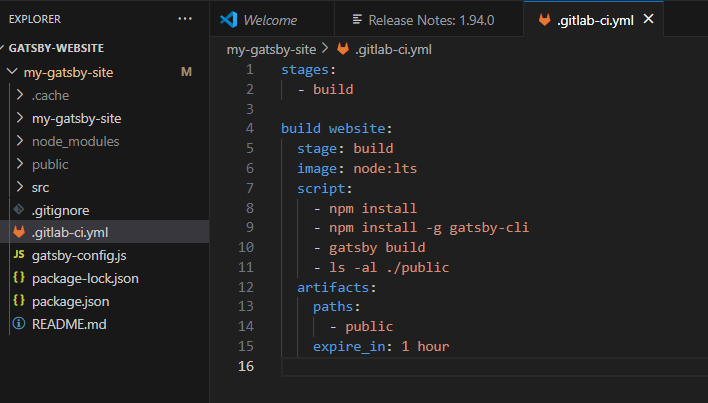 EXPLORER ...
GATSBY-WEBSITE
my-gatsby-site M
.cache
my-gatsby-site
node_modules
public
src
.gitignore
.gitlab-ci.yml
JS gatsby-config.js
{} package-lock.json
{} package.json
README.md
Welcome
Release Notes: 1.94.0
.gitlab-ci.yml
my-gatsby-site > .gitlab-ci.yml
1 stages:
2 - build
3
4 build website:
5 stage: build
6 image: node:lts
7 script:
8 - npm install
9 - npm install -g gatsby-cli
10 - gatsby build
11 - ls -al ./public
12 artifacts:
13 paths:
14 - public
15 expire_in: 1 hour
16